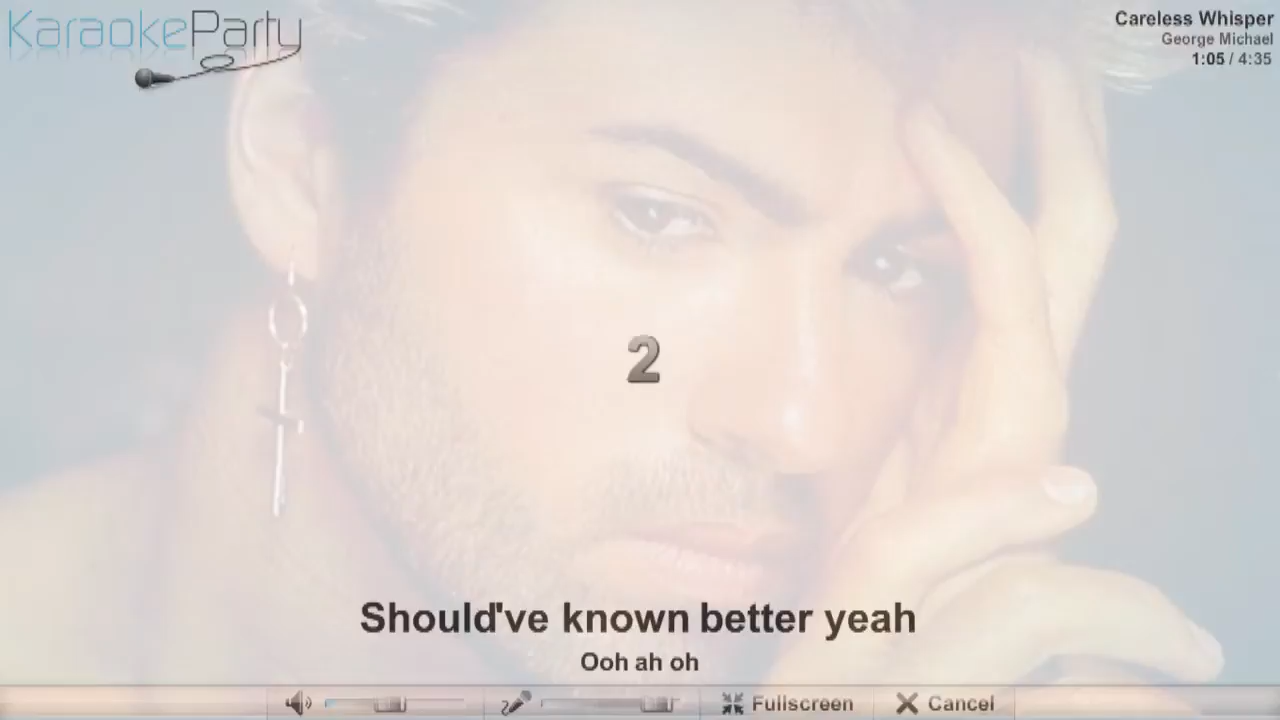 KaraokeParty
Careless Whisper
George Michael
1:05 / 4:35
2
Should've known better yeah
Ooh ah oh
Fullscreen
Cancel